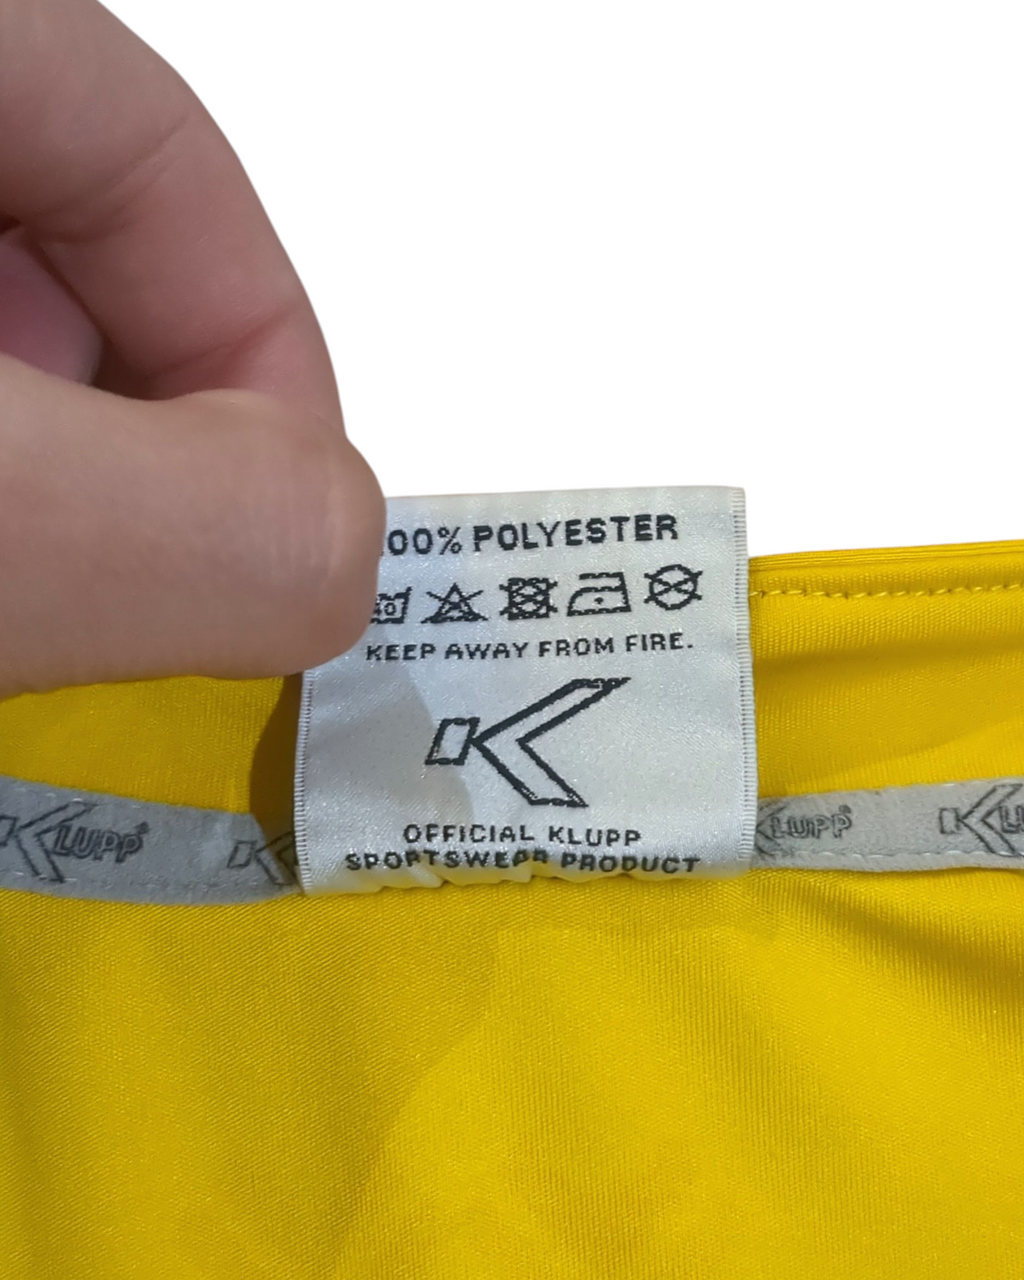 100% POLYESTER
KEEP AWAY FROM FIRE.
OFFICIAL KLUPP
SPORTSWEAR PRODUCT
KLUPP®
KLUPP®